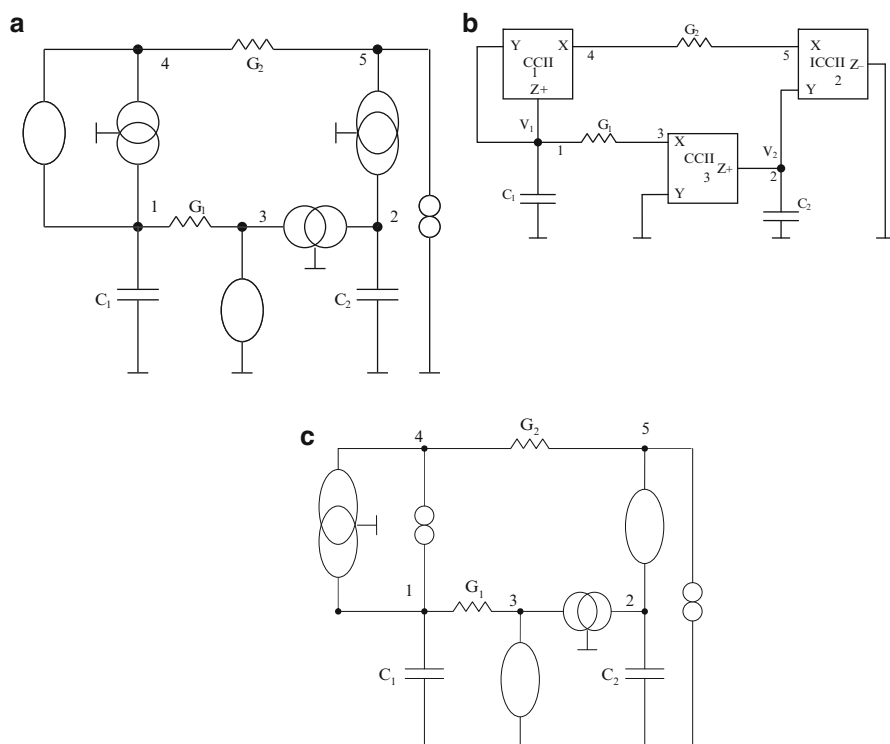 a
4
G₂
5
1
G₁
3
2
C₁
C₂
b
Y X
CCII
1
Z+
4
G₂
5
X
ICCII Z-
2
Y
V₁
1
G₁
3
X
CCII Z+
3
Y
V₂
2
C₁
C₂
c
4
G₂
5
1
G₁
3
2
C₁
C₂